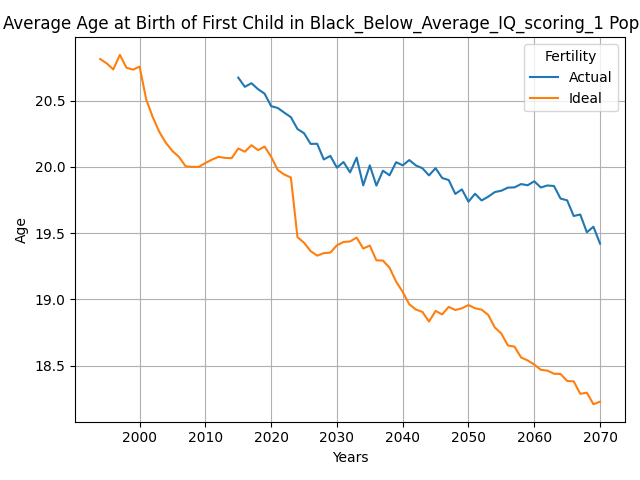 Average Age at Birth of First Child in Black_Below_Average_IQ_scoring_1 Pop
Fertility
Actual
Ideal
20.5
20.0
19.5
19.0
18.5
Age
2000 2010 2020 2030 2040 2050 2060 2070
Years